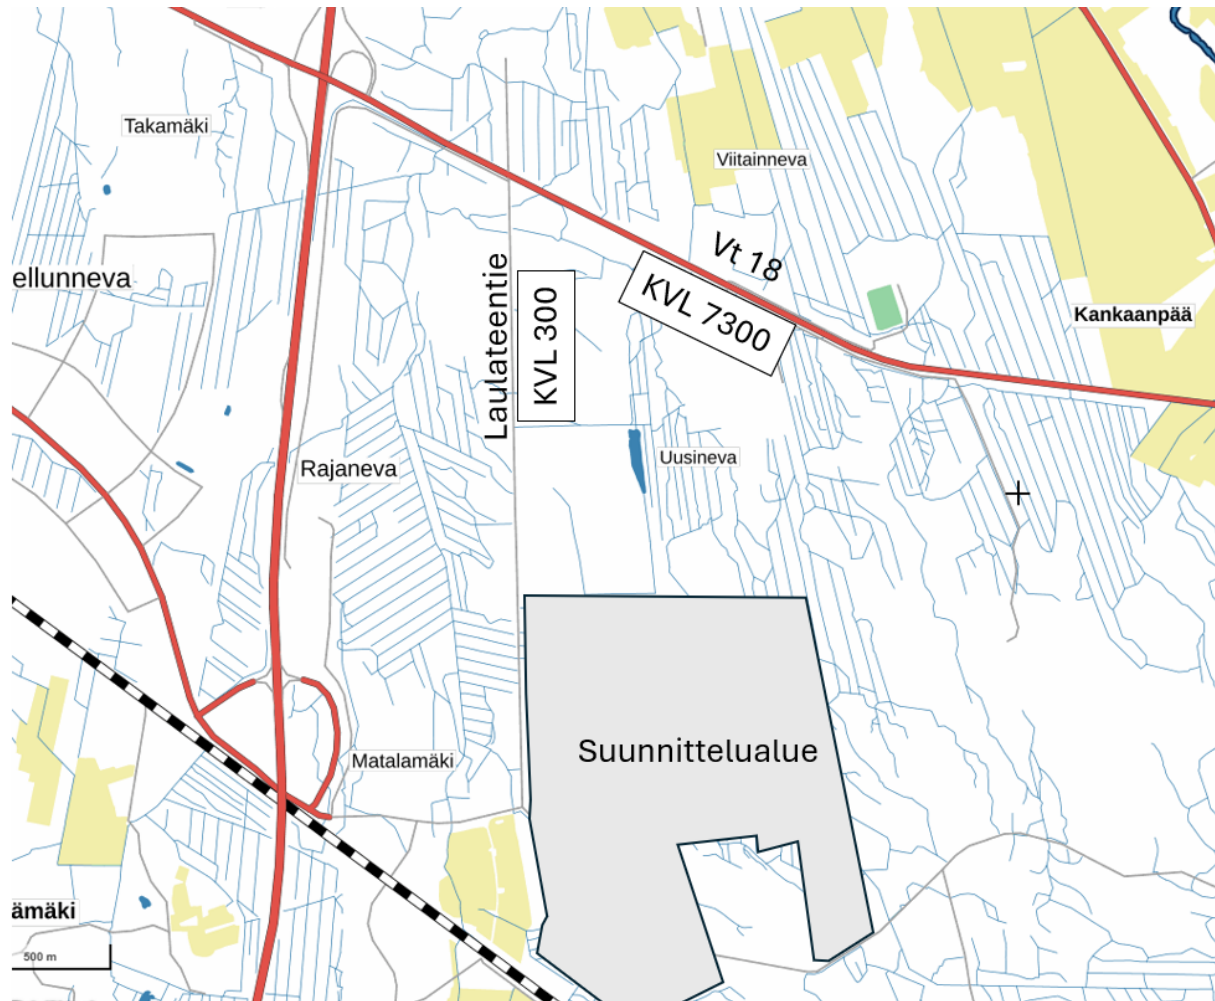 Takamäki
Viitainneva
Vt 18
ellunneva
Laulateentie
KVL 300
KVL 7300
Kankaanpää
Rajaneva
Uusineva
Suunnittelualue
Matalamäki
ämäki
500 m